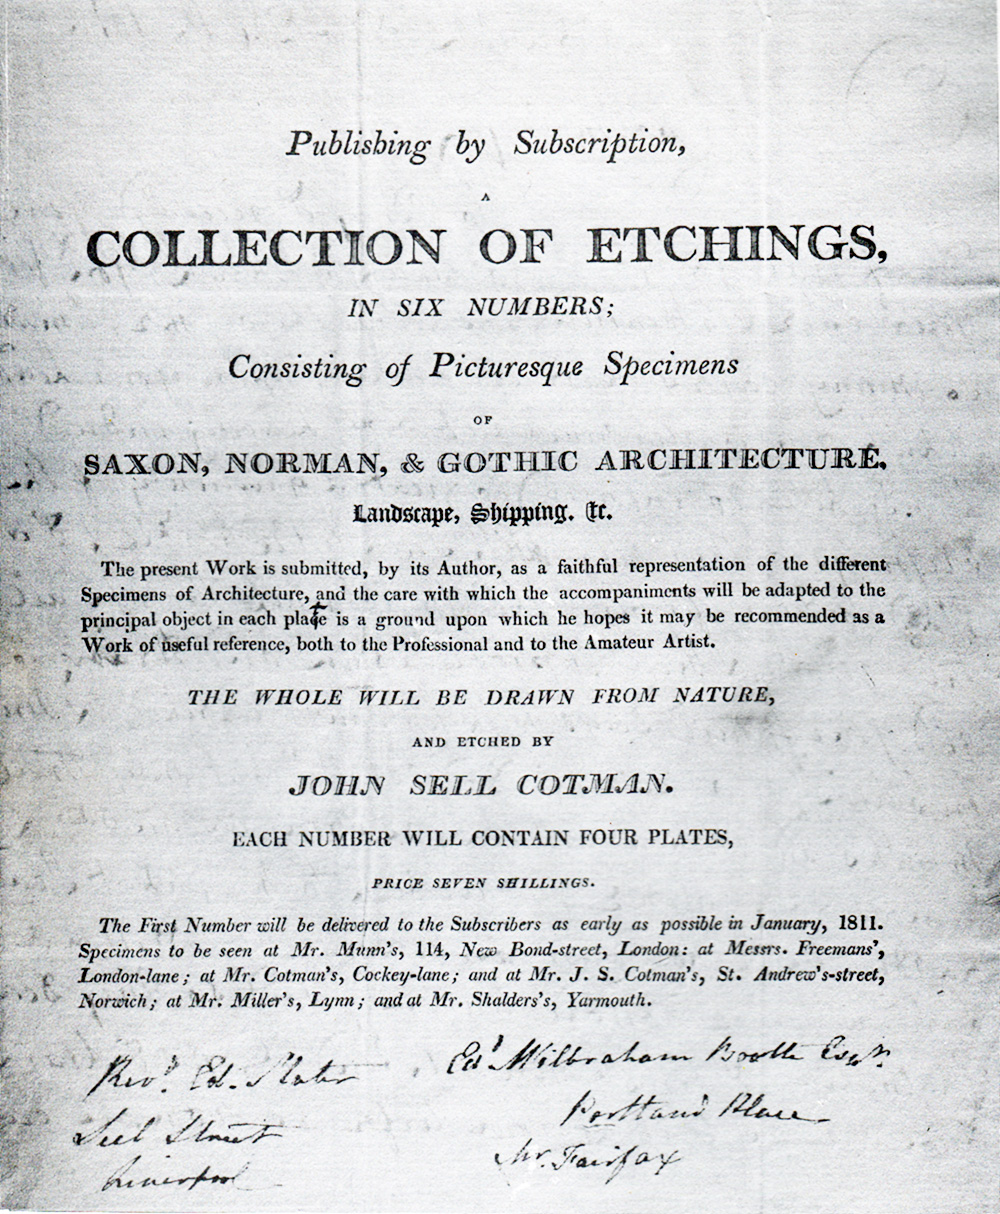 Publishing by Subscription,
A
COLLECTION OF ETCHINGS,
IN SIX NUMBERS;
Consisting of Picturesque Specimens
OF
SAXON, NORMAN, & GOTHIC ARCHITECTURE.
Landscape, Shipping. &c.
The present Work is submitted, by its Author, as a faithful representation of the different
Specimens of Architecture, and the care with which the accompaniments will be adapted to the
principal object in each plate is a ground upon which he hopes it may be recommended as a
Work of useful reference, both to the Professional and to the Amateur Artist.
THE WHOLE WILL BE DRAWN FROM NATURE,
AND ETCHED BY
JOHN SELL COTMAN.
EACH NUMBER WILL CONTAIN FOUR PLATES,
PRICE SEVEN SHILLINGS.
The First Number will be delivered to the Subscribers as early as possible in January, 1811.
Specimens to be seen at Mr. Munn's, 114, New Bond-street, London: at Messrs. Freemans',
London-lane; at Mr. Cotman's, Cockey-lane; and at Mr. J. S. Cotman's, St. Andrew's-street,
Norwich; at Mr. Miller's, Lynn; and at Mr. Shalders's, Yarmouth.
Revd. Ed. Slater
Seel Street
Liverpool
Ed. Wilbraham Bootle Esqr.
Portland Place
Mr. Fairfax